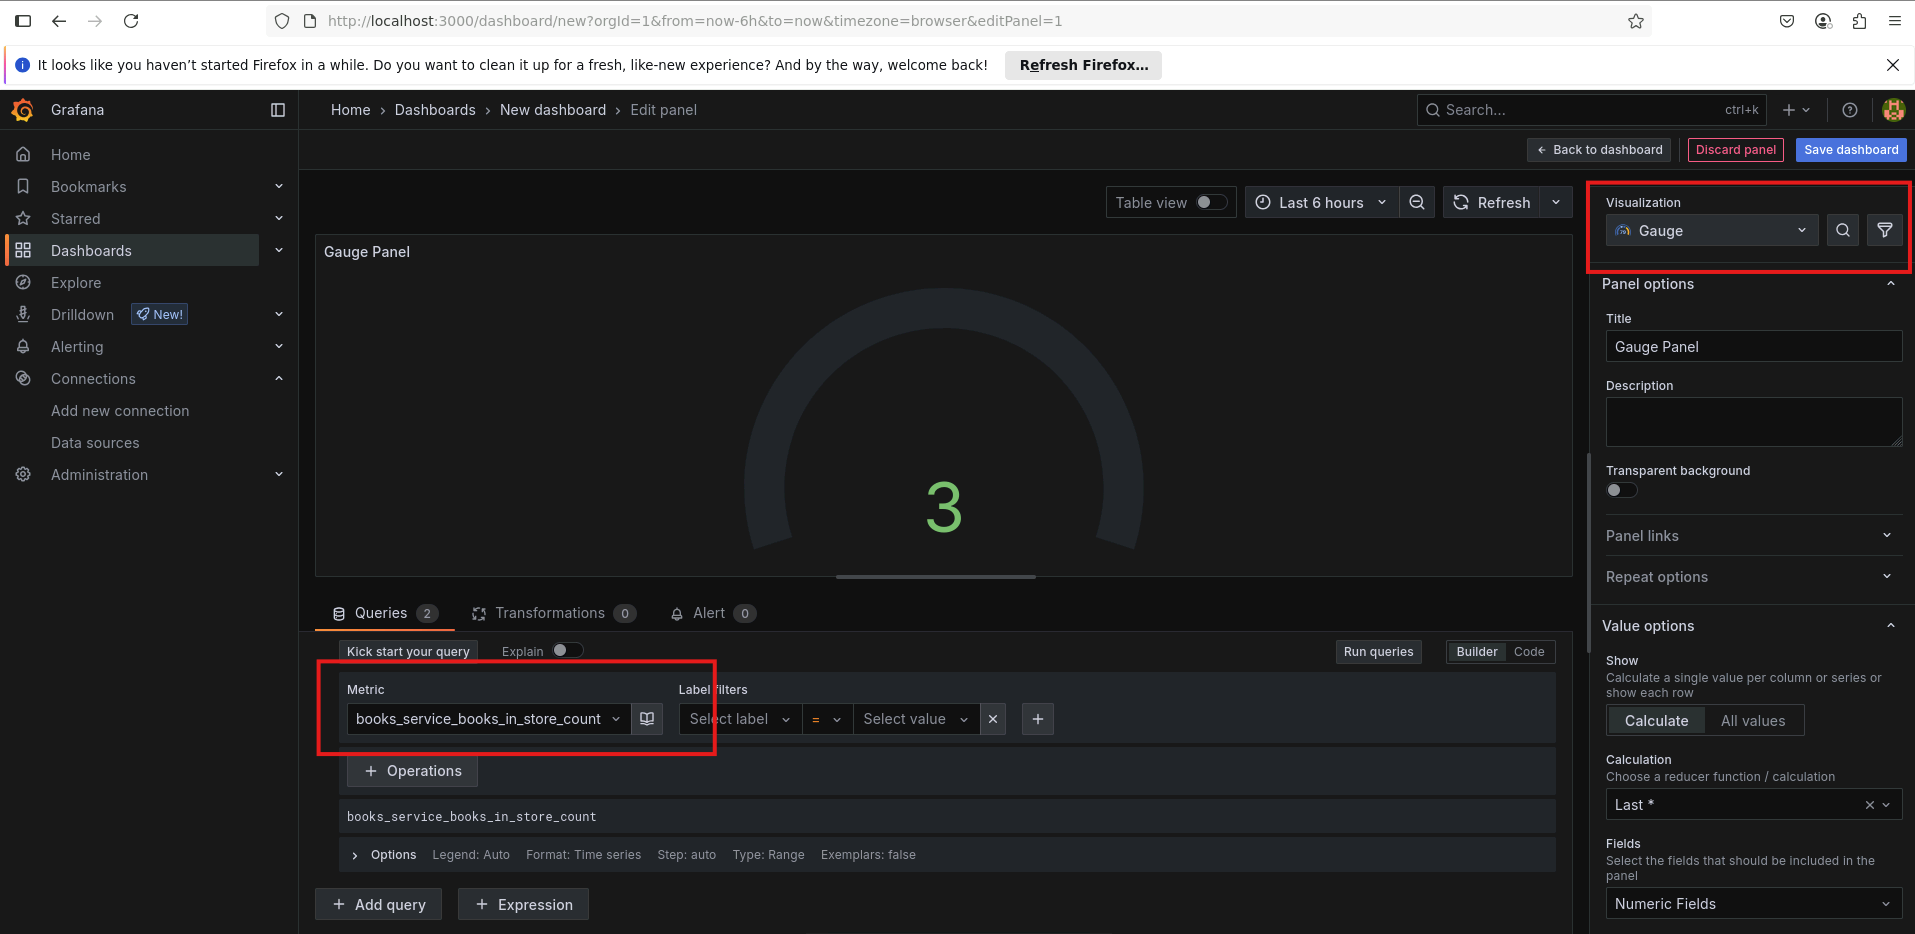 http://localhost:3000/dashboard/new?orgId=1&from=now-6h&to=now&timezone=browser&editPanel=1
It looks like you haven’t started Firefox in a while. Do you want to clean it up for a fresh, like-new experience? And by the way, welcome back! Refresh Firefox...
Grafana
Home › Dashboards › New dashboard › Edit panel
Search... ctrl+k
Back to dashboard Discard panel Save dashboard
Home
Bookmarks
Starred
Dashboards
Explore
Drilldown New!
Alerting
Connections
Add new connection
Data sources
Administration
Table view Last 6 hours Refresh
Gauge Panel
3
Queries 2 Transformations 0 Alert 0
Kick start your query Explain Run queries Builder Code
Metric Label filters
books_service_books_in_store_count Select label = Select value
+ Operations
books_service_books_in_store_count
Options Legend: Auto Format: Time series Step: auto Type: Range Exemplars: false
+ Add query + Expression
Visualization
Gauge
Panel options
Title
Gauge Panel
Description
Transparent background
Panel links
Repeat options
Value options
Show
Calculate a single value per column or series or
show each row
Calculate All values
Calculation
Choose a reducer function / calculation
Last *
Fields
Select the fields that should be included in the
panel
Numeric Fields